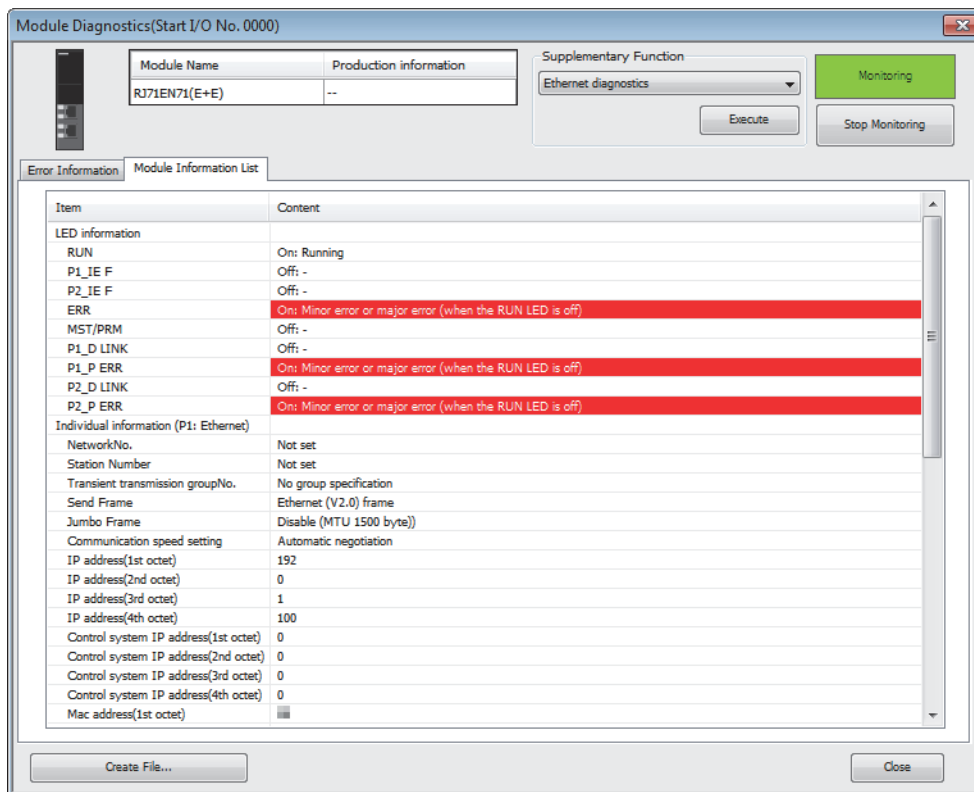 Module Diagnostics(Start I/O No. 0000)
Module Name Production information
RJ71EN71(E+E) --
Supplementary Function
Ethernet diagnostics
Execute
Monitoring
Stop Monitoring
Error Information Module Information List
Item Content
LED information
RUN On: Running
P1_IE F Off: -
P2_IE F Off: -
ERR On: Minor error or major error (when the RUN LED is off)
MST/PRM Off: -
P1_D LINK Off: -
P1_P ERR On: Minor error or major error (when the RUN LED is off)
P2_D LINK Off: -
P2_P ERR On: Minor error or major error (when the RUN LED is off)
Individual information (P1: Ethernet)
NetworkNo. Not set
Station Number Not set
Transient transmission groupNo. No group specification
Send Frame Ethernet (V2.0) frame
Jumbo Frame Disable (MTU 1500 byte))
Communication speed setting Automatic negotiation
IP address(1st octet) 192
IP address(2nd octet) 0
IP address(3rd octet) 1
IP address(4th octet) 100
Control system IP address(1st octet) 0
Control system IP address(2nd octet) 0
Control system IP address(3rd octet) 0
Control system IP address(4th octet) 0
Mac address(1st octet)
Create File... Close